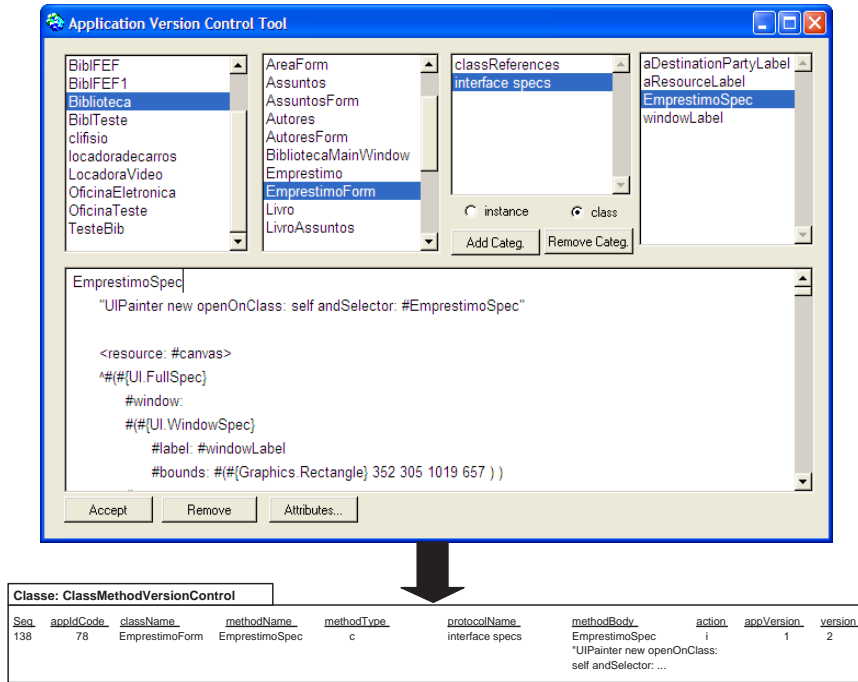 Application Version Control Tool
BiblFEF
BiblFEF1
Biblioteca
BiblTeste
clifisio
locadoradecarros
LocadoraVideo
OficinaEletronica
OficinaTeste
TesteBib
AreaForm
Assuntos
AssuntosForm
Autores
AutoresForm
BibliotecaMainWindow
Emprestimo
EmprestimoForm
Livro
LivroAssuntos
classReferences
interface specs
instance class
Add Categ. Remove Categ.
aDestinationPartyLabel
aResourceLabel
EmprestimoSpec
windowLabel
EmprestimoSpec
"UIPainter new openOnClass: self andSelector: #EmprestimoSpec"
<resource: #canvas>
^#(#{UI.FullSpec}
#window:
#(#{UI.WindowSpec}
#label: #windowLabel
#bounds: #(#{Graphics.Rectangle} 352 305 1019 657 ) )
Accept Remove Attributes...
Classe: ClassMethodVersionControl
Seq appIdCode className methodName methodType protocolName methodBody action appVersion version
138 78 EmprestimoForm EmprestimoSpec c interface specs EmprestimoSpec i 1 2
"UIPainter new openOnClass:
self andSelector: ...